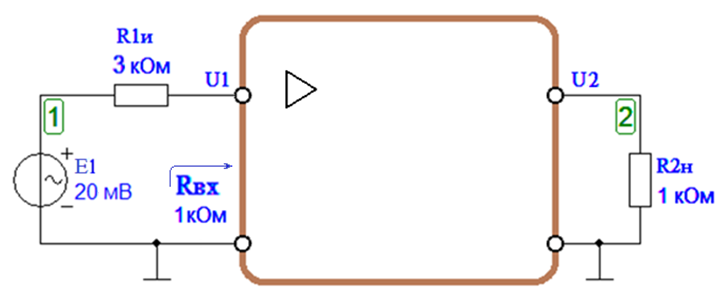 R1и
3 кОм
U1
U2
1
2
E1
20 мВ
Rвх
1кОм
R2н
1 кОм